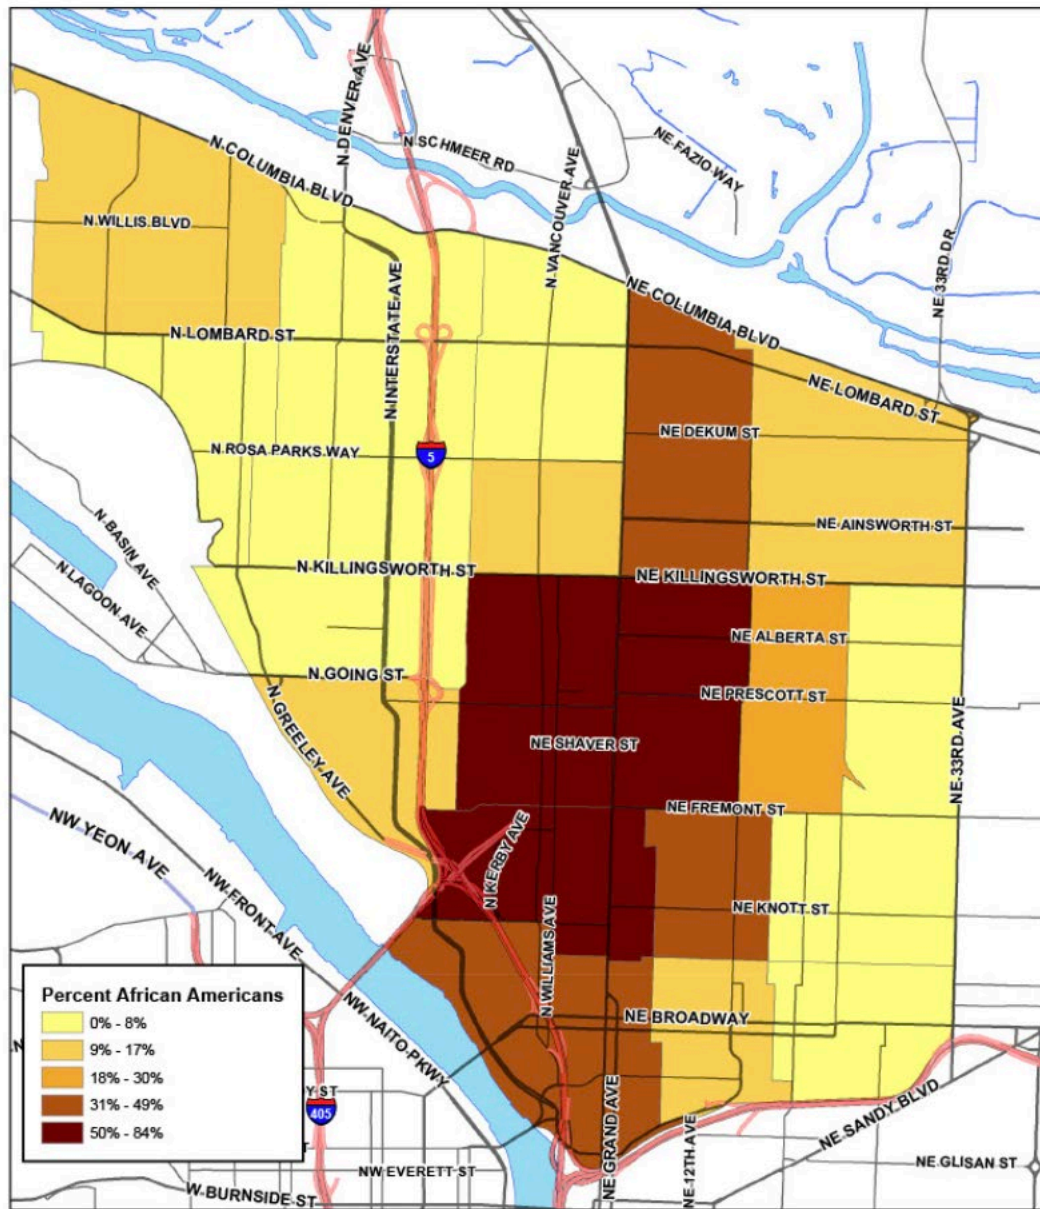 N DENVER AVE
N SCHMEER RD
N COLUMBIA BLVD
NE FAZIO WAY
N VANCOUVER AVE
N WILLIS BLVD
NE 33RD DR
N INTERSTATE AVE
NE COLUMBIA BLVD
N LOMBARD ST
NE LOMBARD ST
NE DEKUM ST
N ROSA PARKS WAY
5
N BASIN AVE
NE AINSWORTH ST
N KILLINGSWORTH ST
NE KILLINGSWORTH ST
N LAGOON AVE
NE ALBERTA ST
N GOING ST
NE PRESCOTT ST
N GREELEY AVE
NE SHAVER ST
NE 33RD AVE
NE FREMONT ST
NW YEON AVE
N KERBY AVE
NW FRONT AVE
NE KNOTT ST
N WILLIAMS AVE
NE BROADWAY
NW NAITO PKWY
Percent African Americans
0% - 8%
9% - 17%
18% - 30%
31% - 49%
50% - 84%
Y ST
405
NE GRAND AVE
NE SANDY BLVD
NE 12TH AVE
NW EVERETT ST
NE GLISAN ST
W BURNSIDE ST